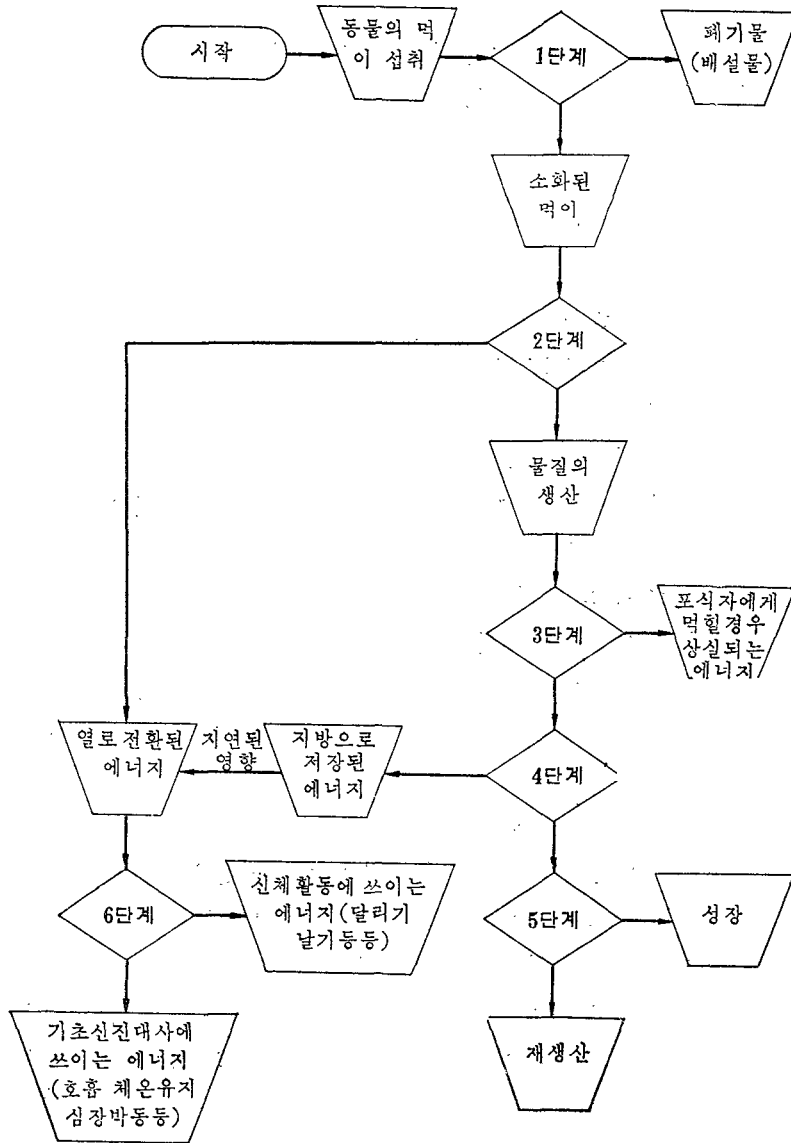 시작
동물의 먹
이 섭취
1단계
폐기물
(배설물)
소화된
먹이
2단계
물질의
생산
3단계
포식자에게
먹힐경우
상실되는
에너지
열로전환된
에너지
지연된
영향
지방으로
저장된
에너지
4단계
6단계
신체활동에 쓰이는
에너지(달리기
날기등등)
5단계
성장
기초신진대사에
쓰이는 에너지
(호흡 체온유지
심장박동등)
재생산